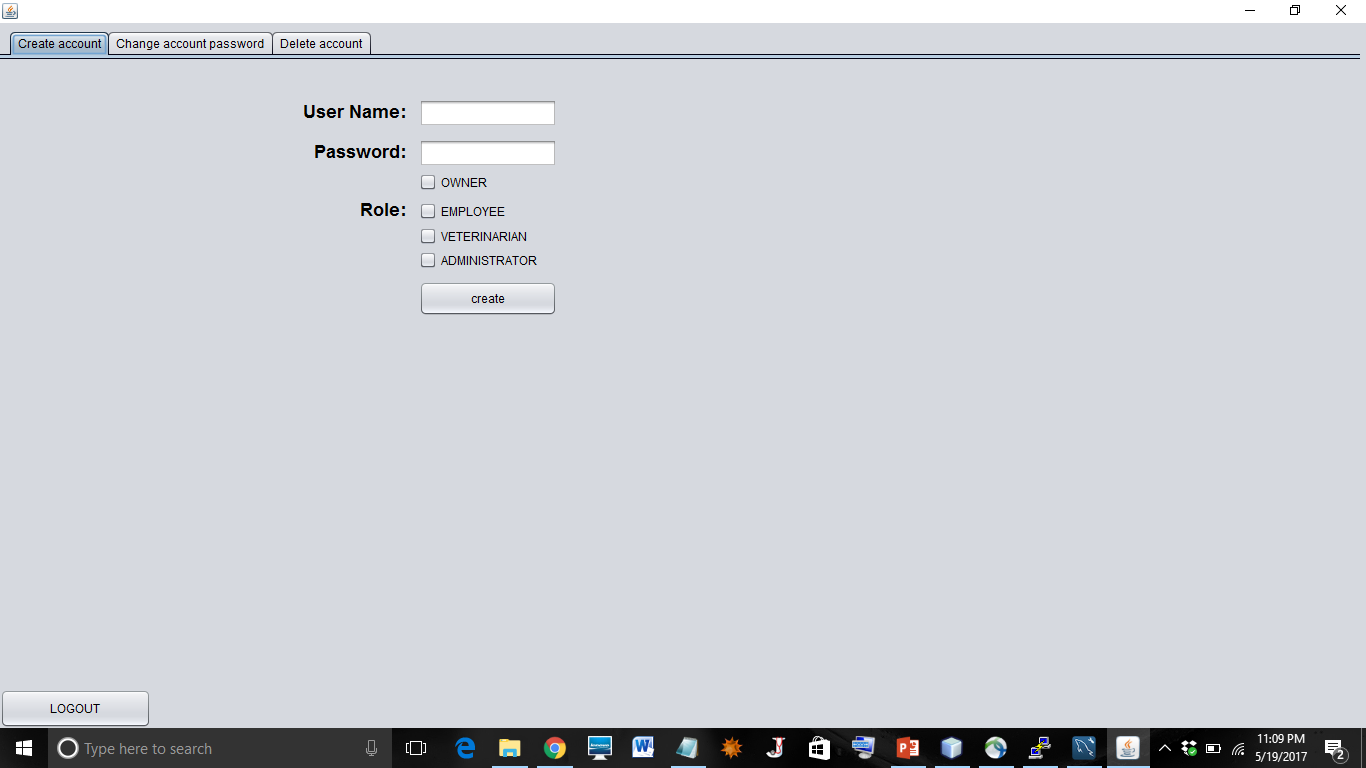 Create account Change account password Delete account
User Name:
Password:
OWNER
Role: EMPLOYEE
VETERINARIAN
ADMINISTRATOR
create
LOGOUT
Type here to search
11:09 PM
5/19/2017
2